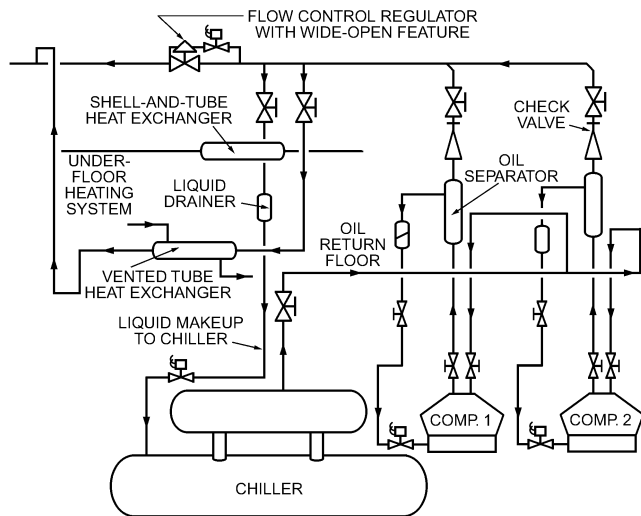 FLOW CONTROL REGULATOR
WITH WIDE-OPEN FEATURE
SHELL-AND-TUBE
HEAT EXCHANGER
CHECK
VALVE
UNDER-
FLOOR
HEATING
SYSTEM
LIQUID
DRAINER
OIL
SEPARATOR
OIL
RETURN
FLOOR
VENTED TUBE
HEAT EXCHANGER
LIQUID MAKEUP
TO CHILLER
COMP. 1
COMP. 2
CHILLER